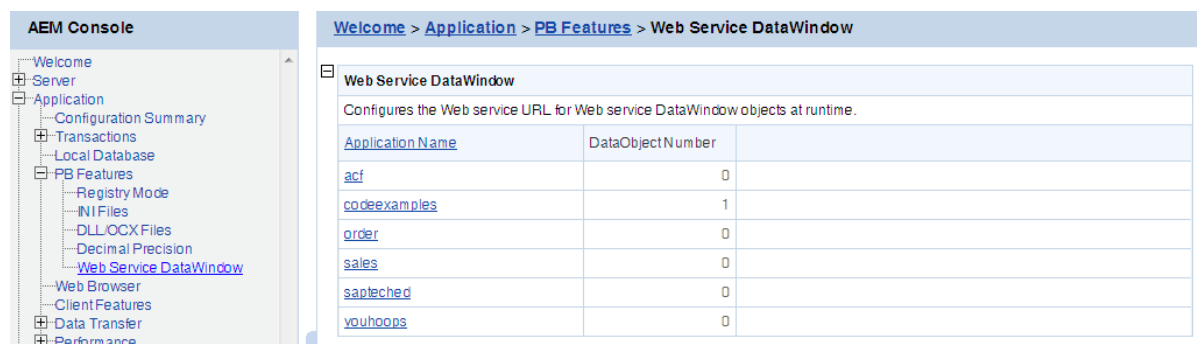 AEM Console
Welcome
Server
Application
Configuration Summary
Transactions
Local Database
PB Features
Registry Mode
INI Files
DLL/OCX Files
Decimal Precision
Web Service DataWindow
Web Browser
Client Features
Data Transfer
Performance
Welcome > Application > PB Features > Web Service DataWindow
Web Service DataWindow
Configures the Web service URL for Web service DataWindow objects at runtime.
Application Name DataObject Number
acf 0
codeexamples 1
order 0
sales 0
sapteched 0
youhoops 0